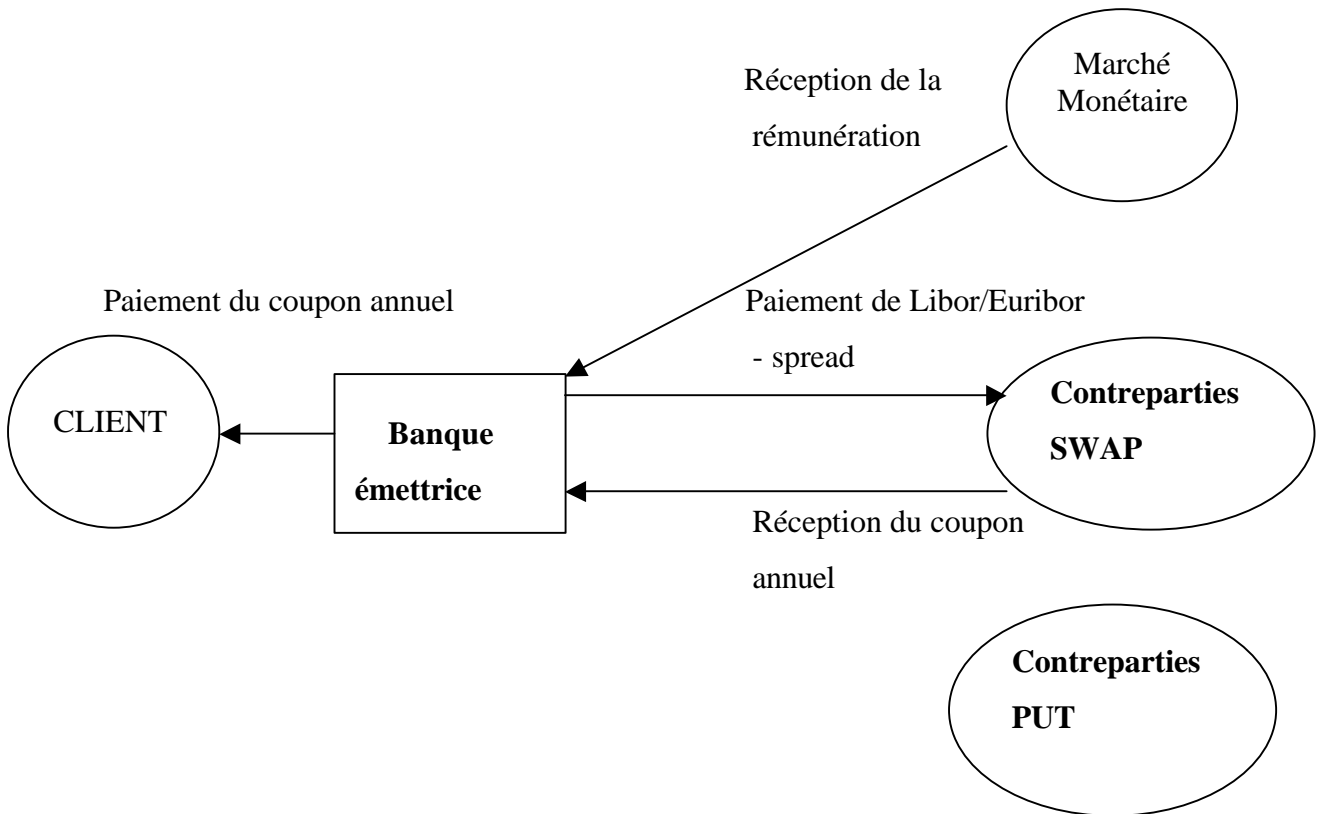 Marché
Monétaire
Réception de la
rémunération
Paiement du coupon annuel
Paiement de Libor/Euribor
- spread
CLIENT
Banque
émettrice
Contreparties
SWAP
Réception du coupon
annuel
Contreparties
PUT